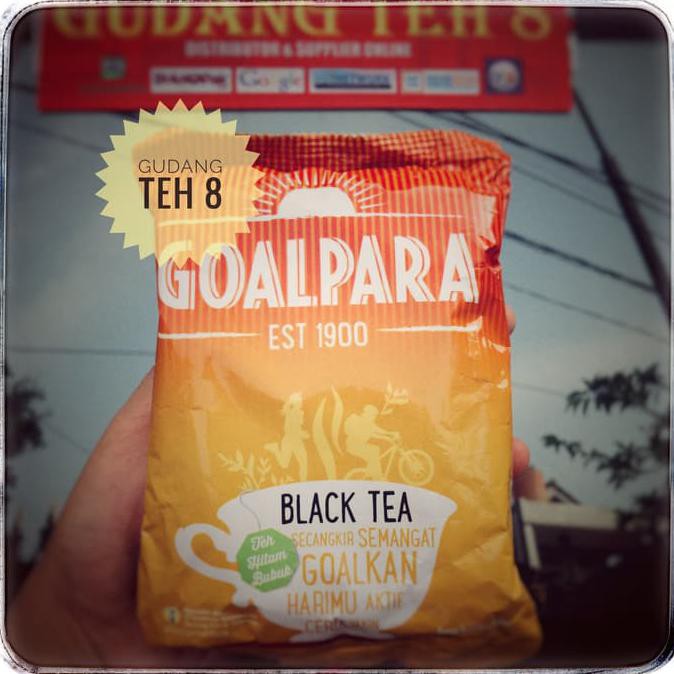 GUDANG TEH 8
DISTRIBUTOR & SUPPLIER ONLINE
Google
GUDANG
TEH 8
GOALPARA
EST 1900
BLACK TEA
SECANGKIR SEMANGAT
GOALKAN
HARIMU AKTIF
Teh
Hitam
Bubuk